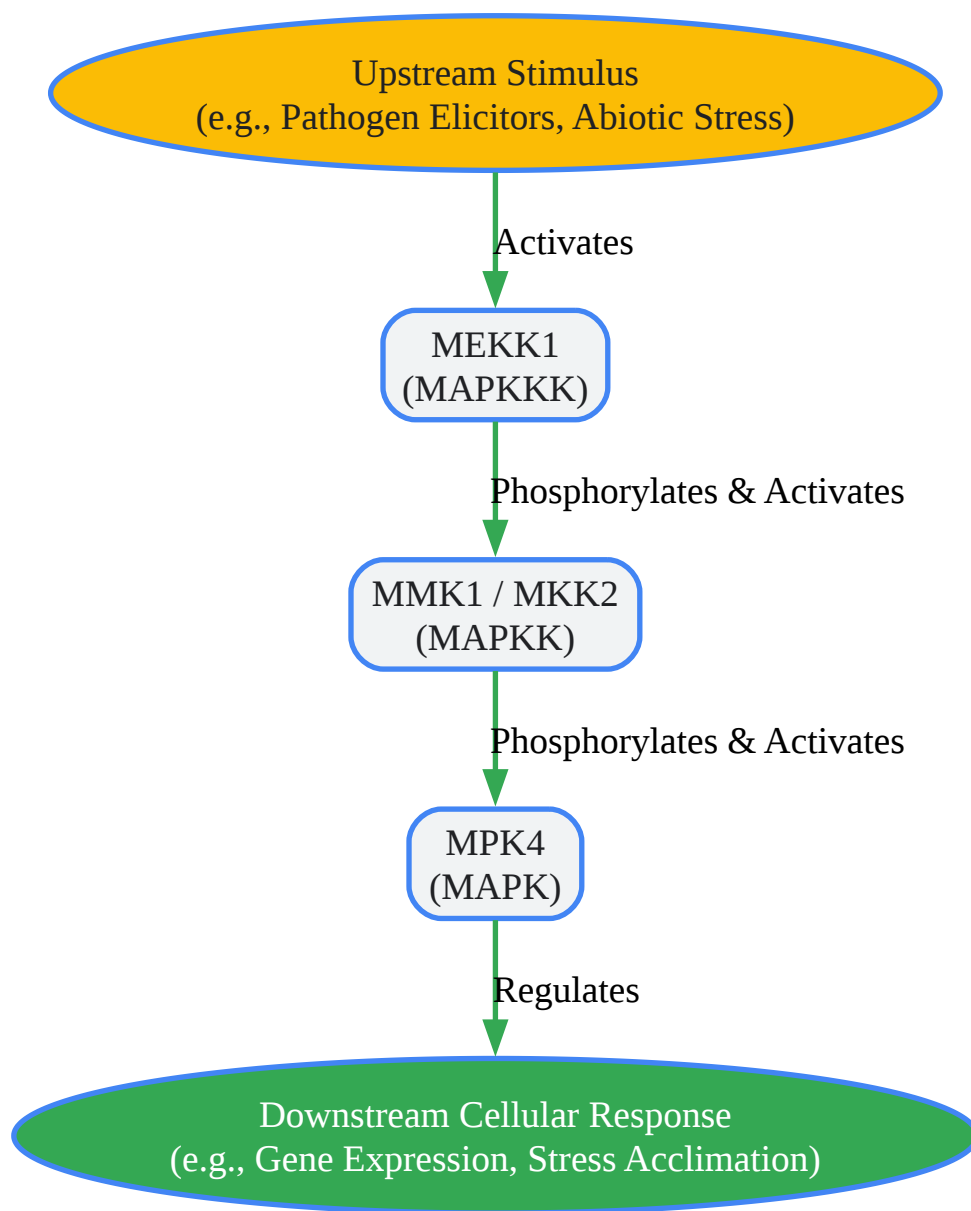 Upstream Stimulus
(e.g., Pathogen Elicitors, Abiotic Stress)
Activates
MEKK1
(MAPKKK)
Phosphorylates & Activates
MMK1 / MKK2
(MAPKK)
Phosphorylates & Activates
MPK4
(MAPK)
Regulates
Downstream Cellular Response
(e.g., Gene Expression, Stress Acclimation)